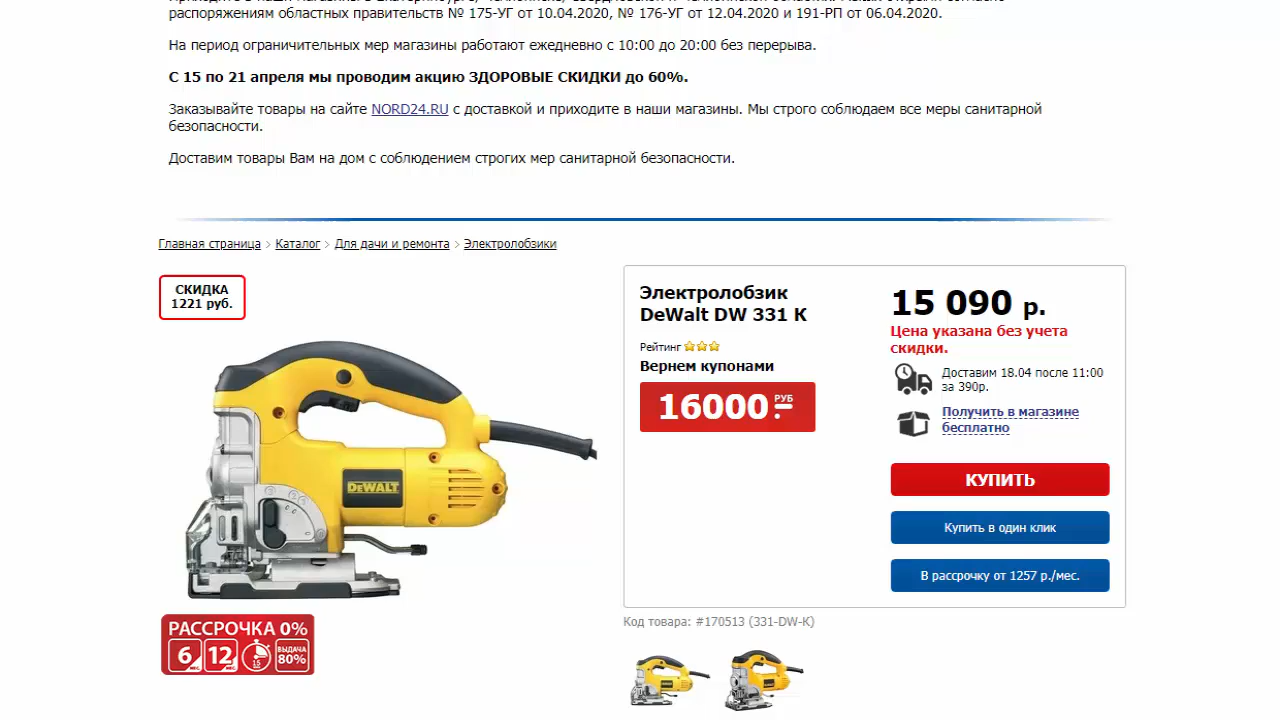 распоряжениям областных правительств № 175-УГ от 10.04.2020, № 176-УГ от 12.04.2020 и 191-РП от 06.04.2020.
На период ограничительных мер магазины работают ежедневно с 10:00 до 20:00 без перерыва.
С 15 по 21 апреля мы проводим акцию ЗДОРОВЫЕ СКИДКИ до 60%.
Заказывайте товары на сайте NORD24.RU с доставкой и приходите в наши магазины. Мы строго соблюдаем все меры санитарной
безопасности.
Доставим товары Вам на дом с соблюдением строгих мер санитарной безопасности.
Главная страница > Каталог > Для дачи и ремонта > Электролобзики
СКИДКА
1221 руб.
DEWALT
РАССРОЧКА 0%
6 мес.
12 мес.
15
ВЫДАЧА
80%
Электролобзик
DeWalt DW 331 K
Рейтинг
Вернем купонами
16000 РУБ
15 090 р.
Цена указана без учета
скидки.
Доставим 18.04 после 11:00
за 390р.
Получить в магазине
бесплатно
КУПИТЬ
Купить в один клик
В рассрочку от 1257 р./мес.
Код товара: #170513 (331-DW-K)